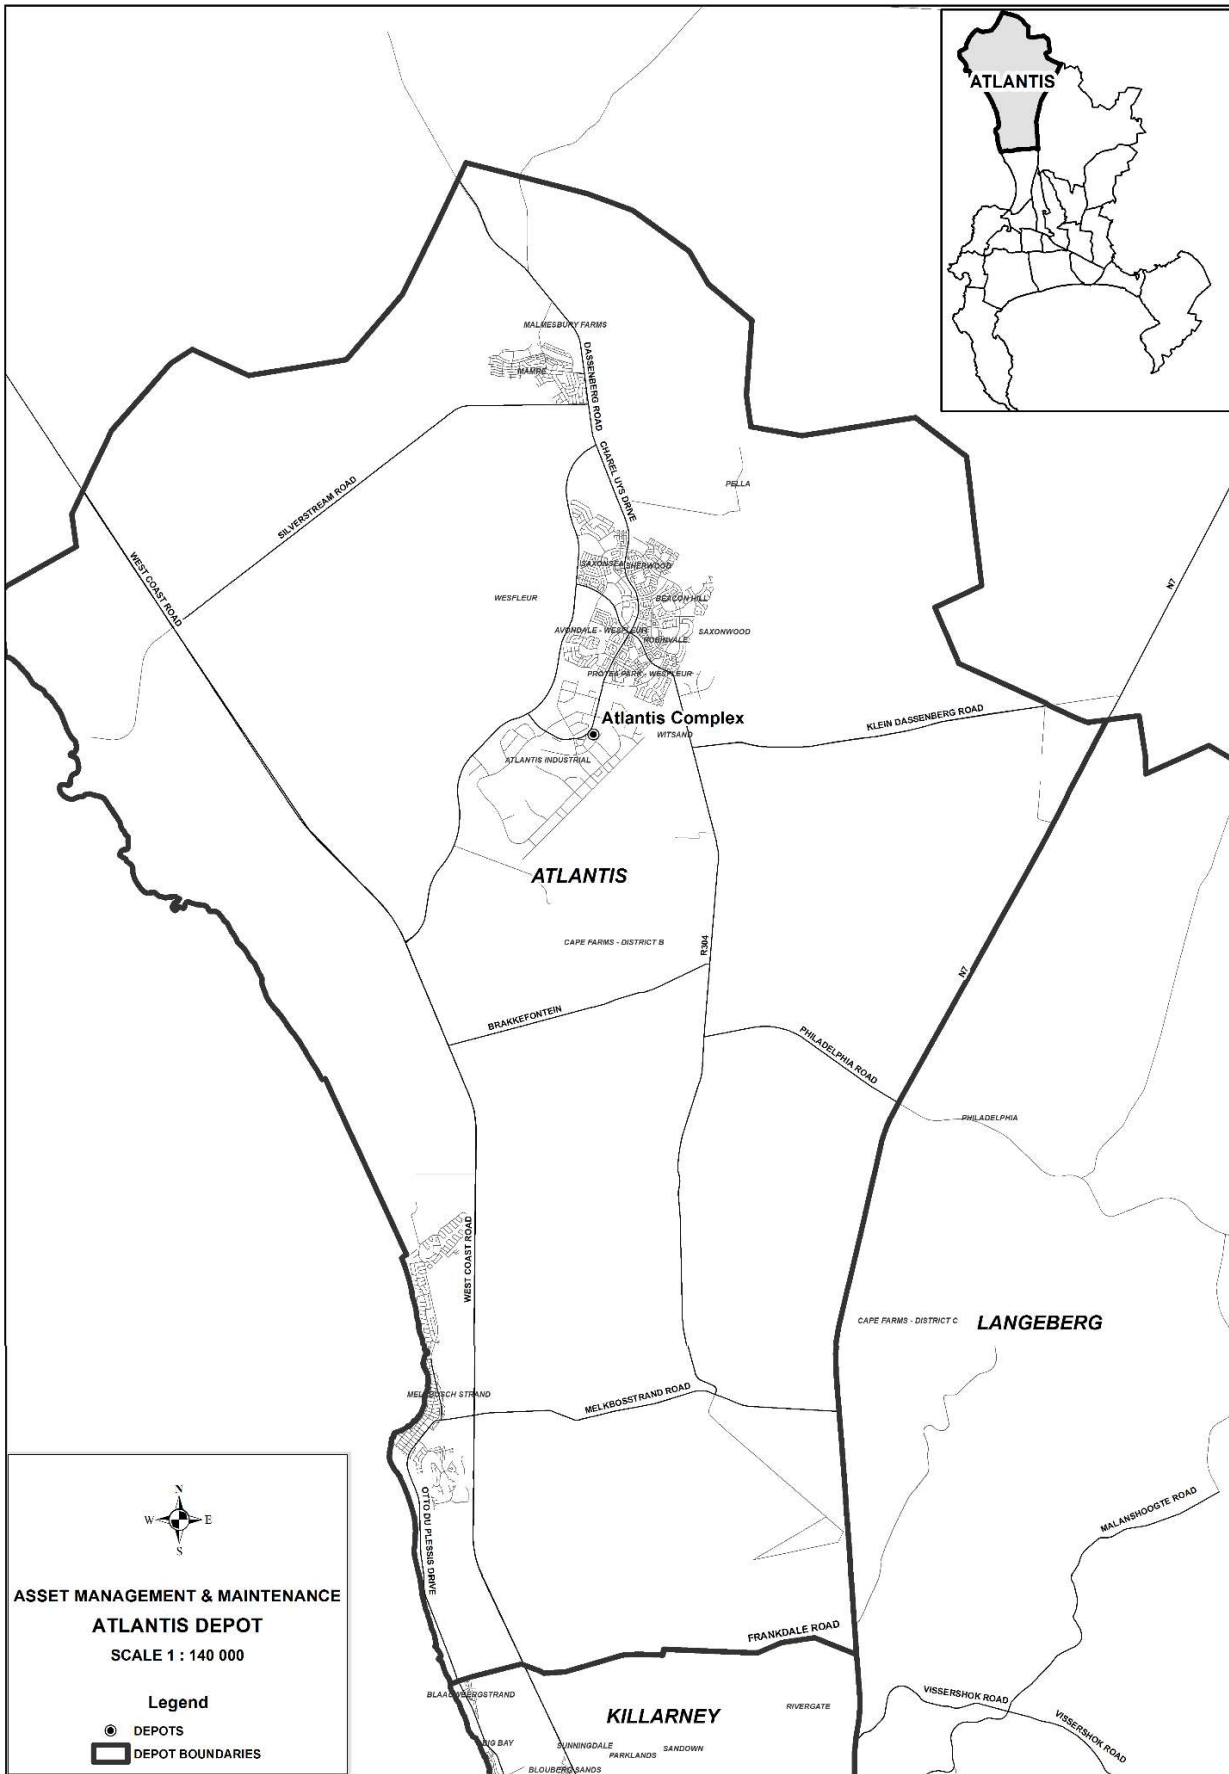 ATLANTIS
MALMESBURY FARMS
MAMRE
DASSENBERG ROAD
CHAREL UYS DRIVE
PELLA
SILVERSTREAM ROAD
WEST COAST ROAD
N7
SAXONSEA
SHERWOOD
WESFLEUR
BEACON HILL
AVONDALE - WESFLEUR
ROBINVALE
SAXONWOOD
PROTEA PARK - WESFLEUR
Atlantis Complex
WITSAND
KLEIN DASSENBERG ROAD
ATLANTIS INDUSTRIAL
ATLANTIS
CAPE FARMS - DISTRICT B
R304
N7
BRAKKEFONTEIN
PHILADELPHIA ROAD
PHILADELPHIA
WEST COAST ROAD
CAPE FARMS - DISTRICT C
LANGEBERG
MELKBOSCH STRAND
MELKBOSSTRAND ROAD
OTTO DU PLESSIS DRIVE
MALANSHOOGTE ROAD
FRANKDALE ROAD
BLAAUWBERGSTRAND
VISSERSHOK ROAD
VISSERSHOK ROAD
RIVERGATE
KILLARNEY
BIG BAY
SUNNINGDALE
PARKLANDS
SANDOWN
BLOUBERG SANDS
N
W
E
S
ASSET MANAGEMENT & MAINTENANCE
ATLANTIS DEPOT
SCALE 1 : 140 000
Legend
DEPOTS
DEPOT BOUNDARIES